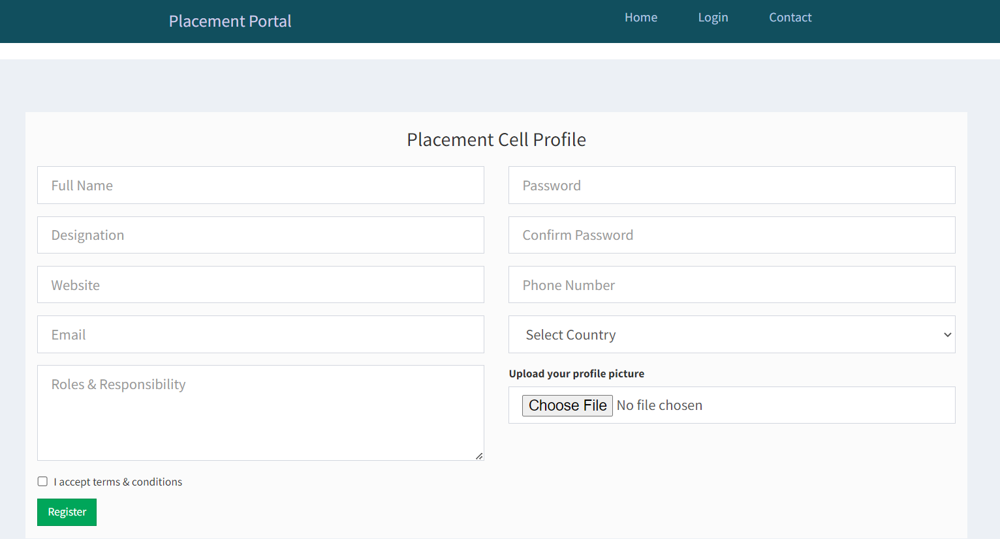 Placement Portal
Home
Login
Contact
Placement Cell Profile
Full Name
Password
Designation
Confirm Password
Website
Phone Number
Email
Select Country
Roles & Responsibility
Upload your profile picture
Choose File No file chosen
I accept terms & conditions
Register